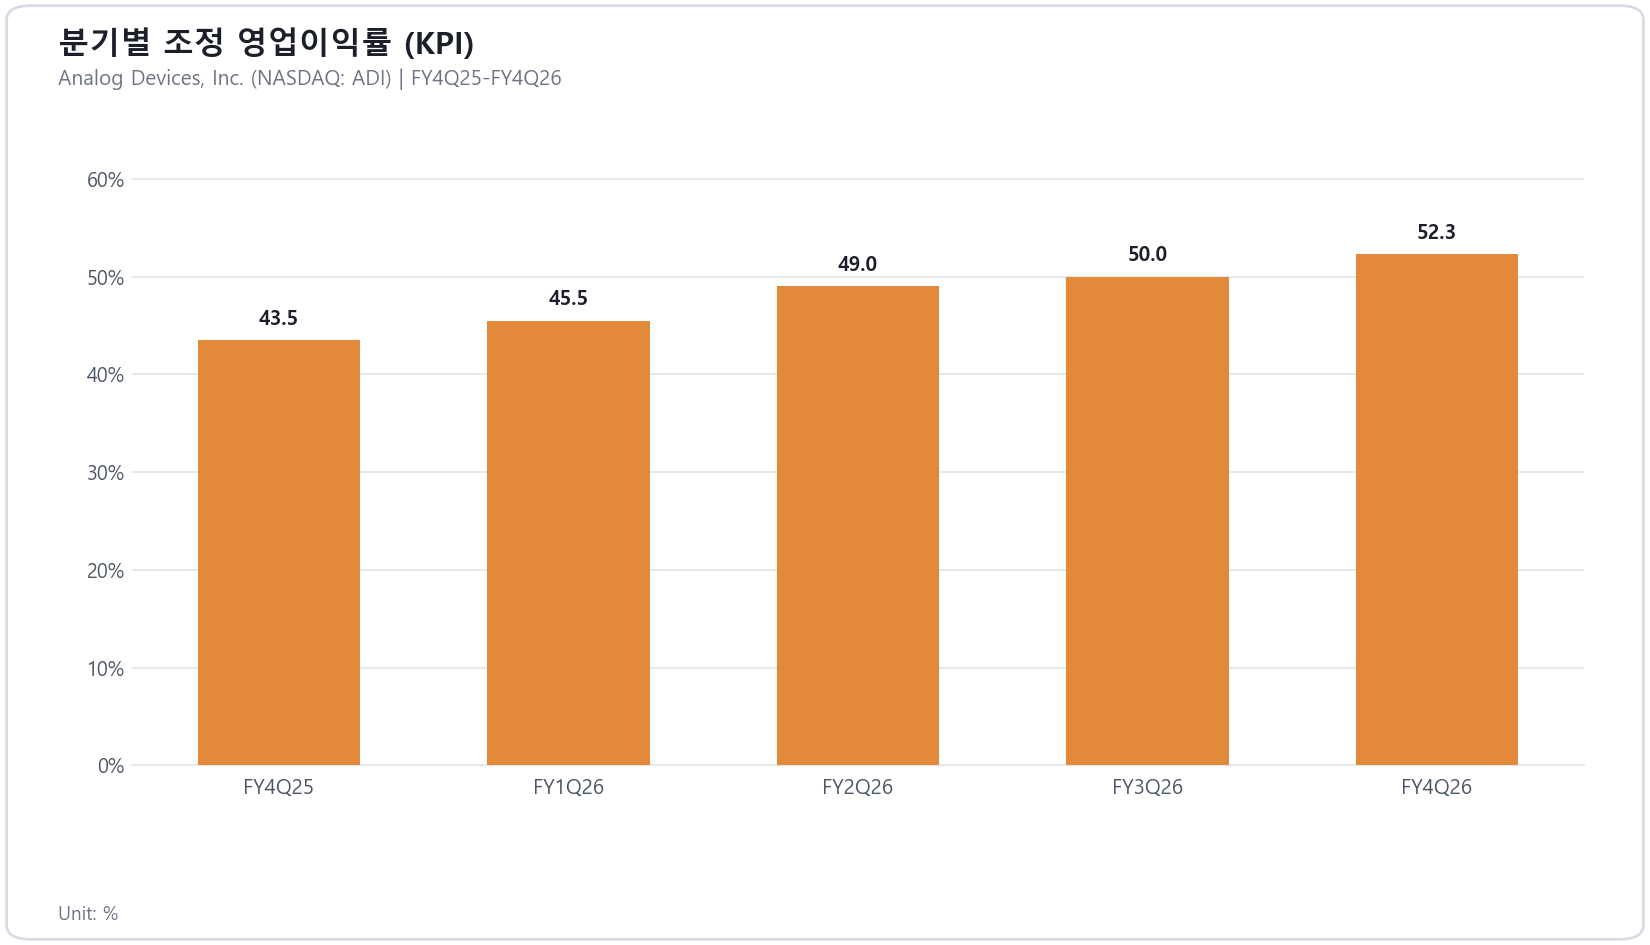 분기별 조정 영업이익률 (KPI)
Analog Devices, Inc. (NASDAQ: ADI) | FY4Q25-FY4Q26
60%
50%
40%
30%
20%
10%
0%
43.5
45.5
49.0
50.0
52.3
FY4Q25
FY1Q26
FY2Q26
FY3Q26
FY4Q26
Unit: %